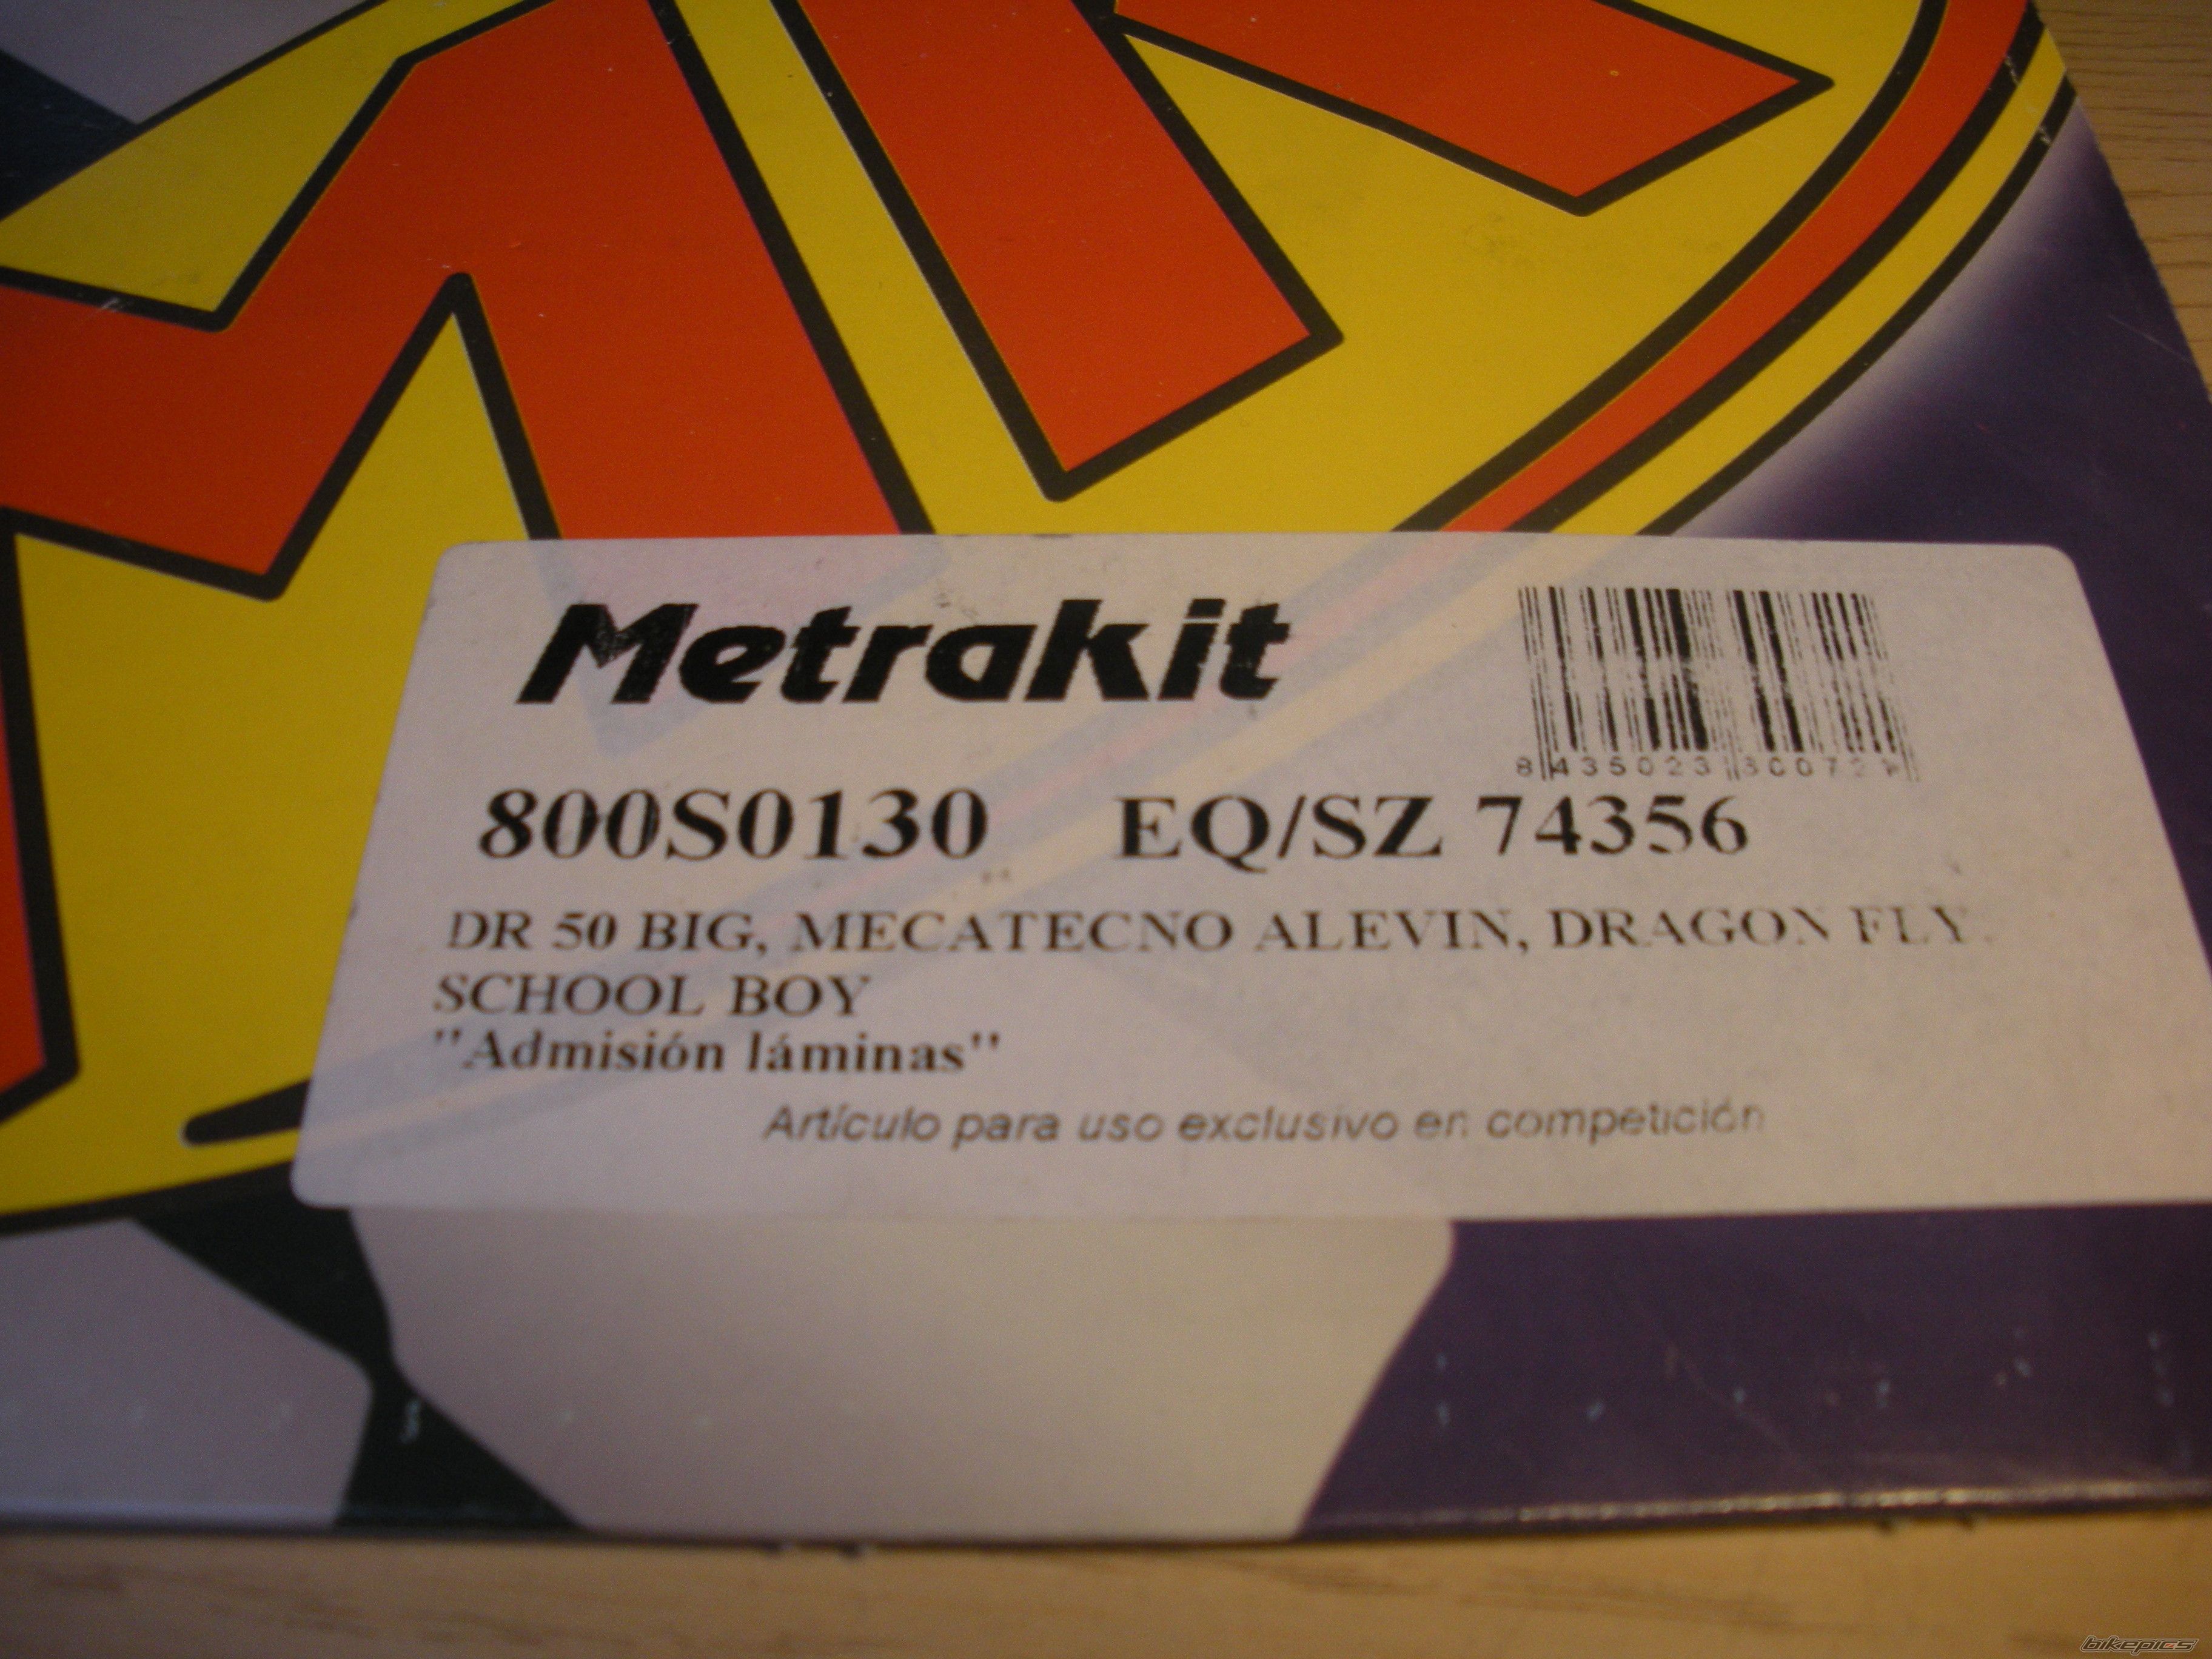 Metrakit
800S0130 EQ/SZ 74356
DR 50 BIG, MECATECNO ALEVIN, DRAGON FLY,
SCHOOL BOY
"Admisión láminas"
Artículo para uso exclusivo en competición
bikepics